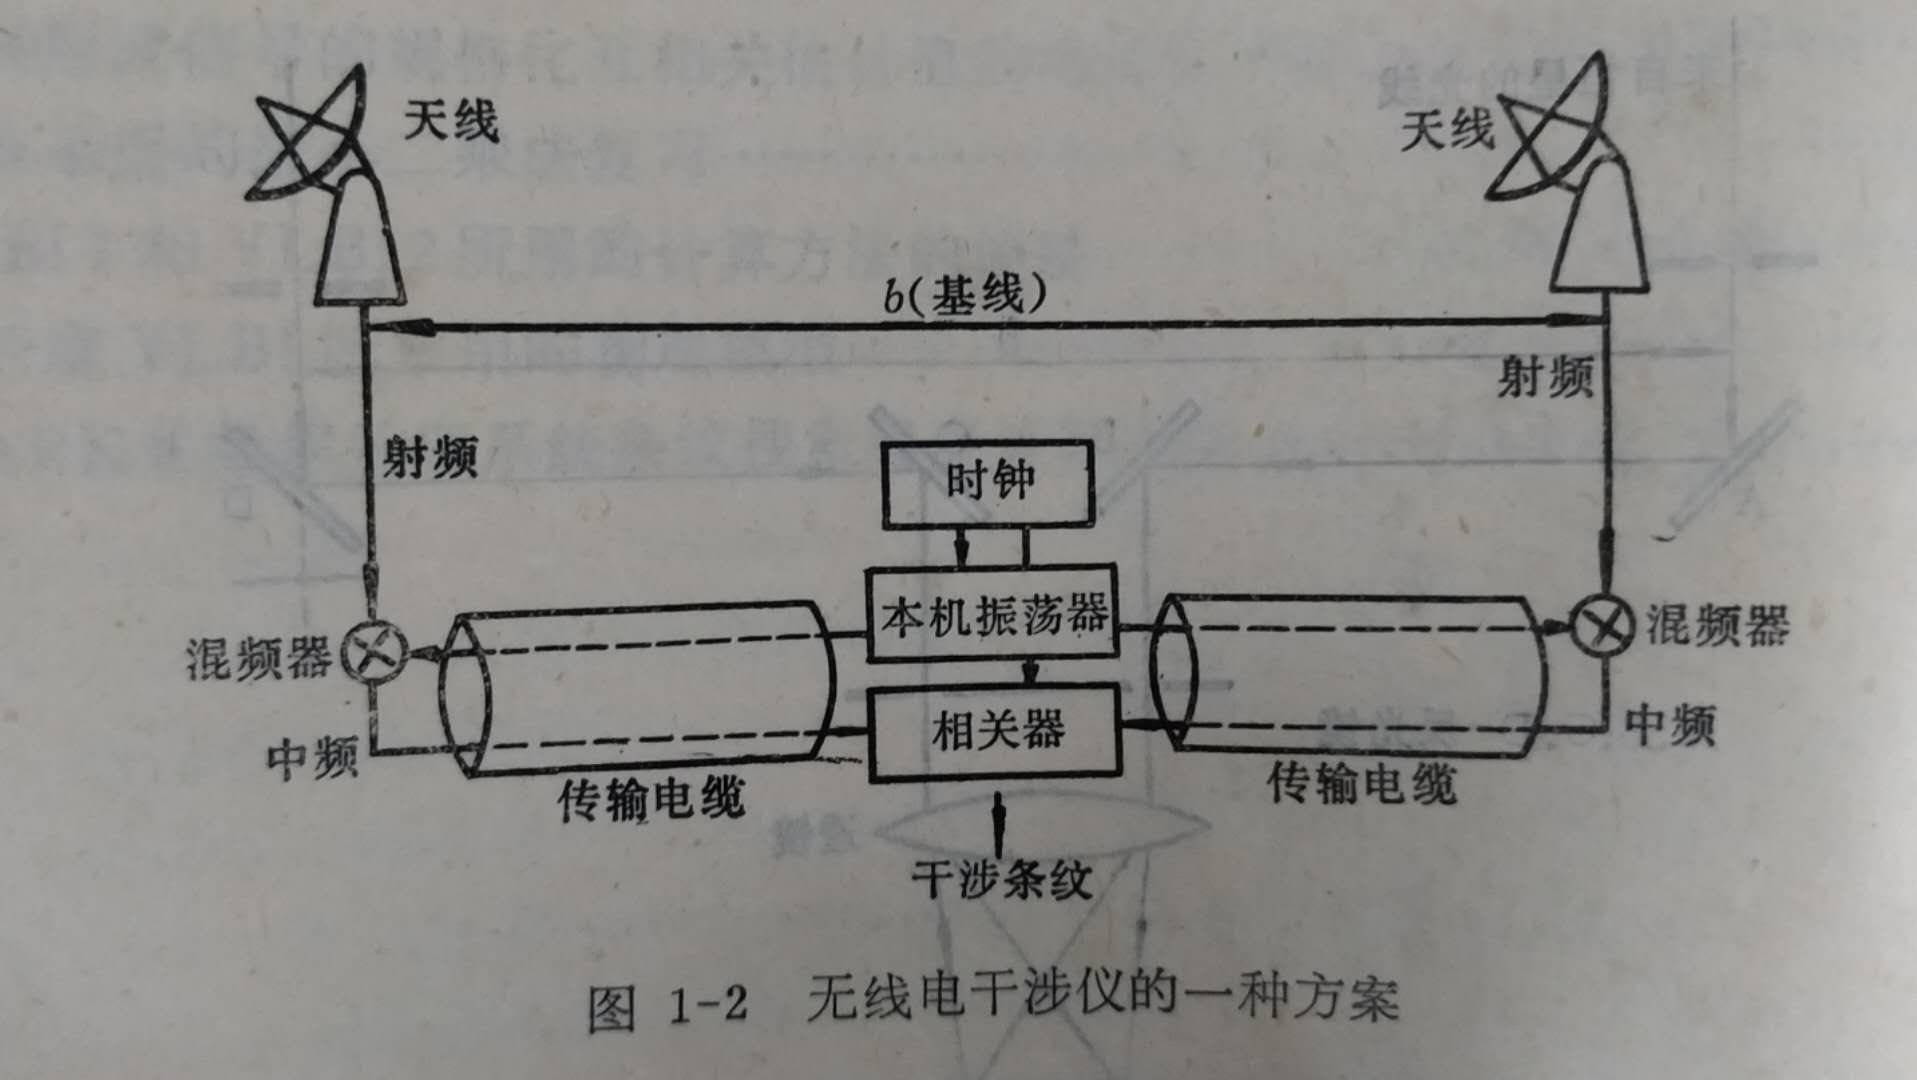 天线
天线
b(基线)
射频
射频
时钟
本机振荡器
混频器
混频器
相关器
中频
中频
传输电缆
传输电缆
干涉条纹
图 1-2 无线电干涉仪的一种方案